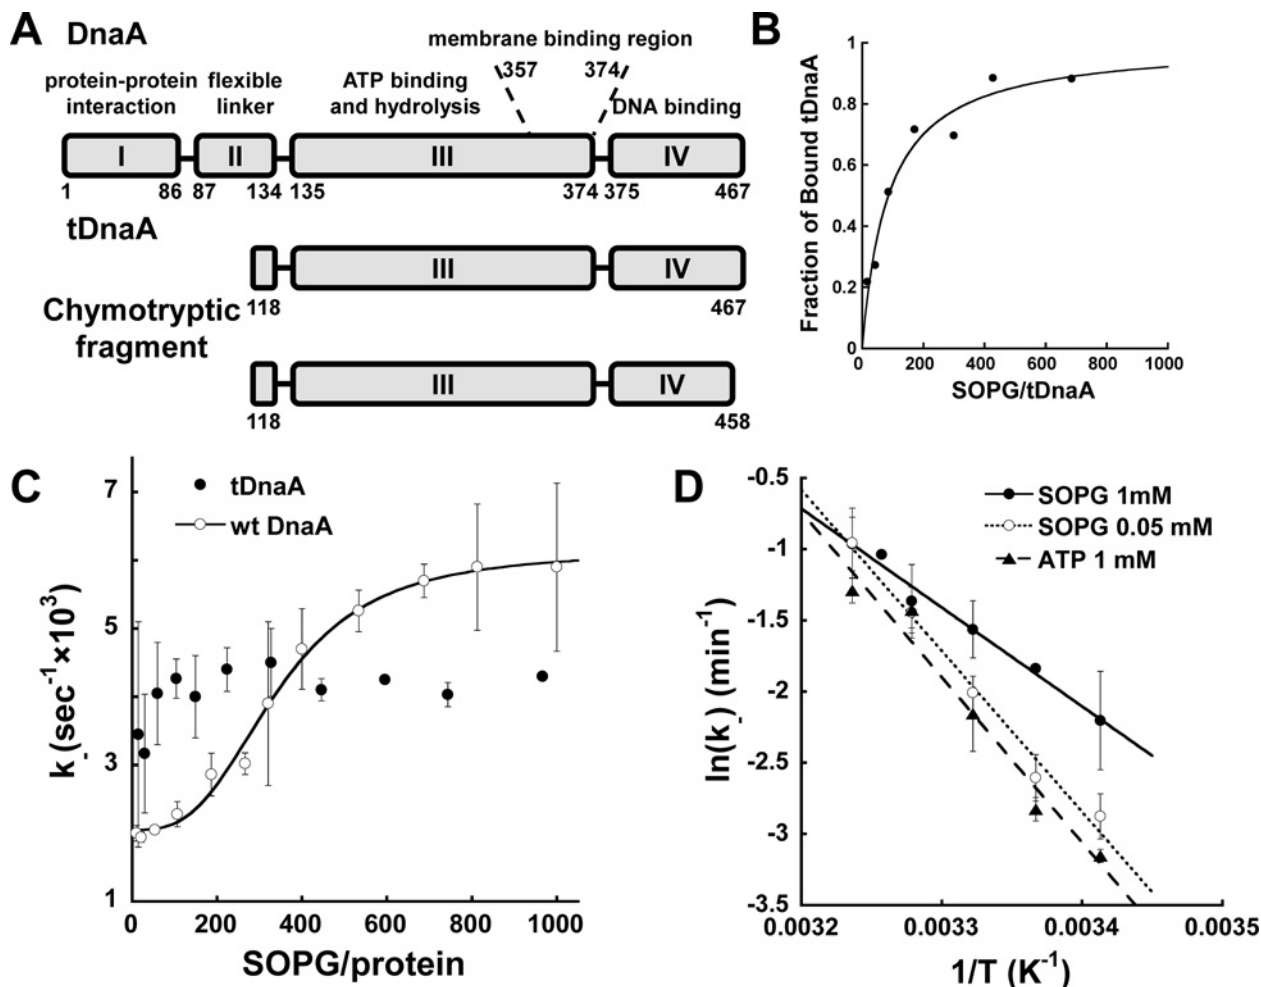 A
DnaA
membrane binding region
357 374
protein-protein interaction
flexible linker
ATP binding and hydrolysis
DNA binding
I II III IV
1 86 87 134 135 374 375 467
tDnaA
III IV
118 467
Chymotryptic
fragment
III IV
118 458
B
Fraction of Bound tDnaA
1
0.8
0.6
0.4
0.2
0
0 200 400 600 800 1000
SOPG/tDnaA
C
tDnaA
wt DnaA
k₋(sec⁻¹×10³)
7
5
3
1
0 200 400 600 800 1000
SOPG/protein
D
SOPG 1mM
SOPG 0.05 mM
ATP 1 mM
ln(k₋) (min⁻¹)
-0.5
-1
-1.5
-2
-2.5
-3
-3.5
0.0032 0.0033 0.0034 0.0035
1/T (K⁻¹)